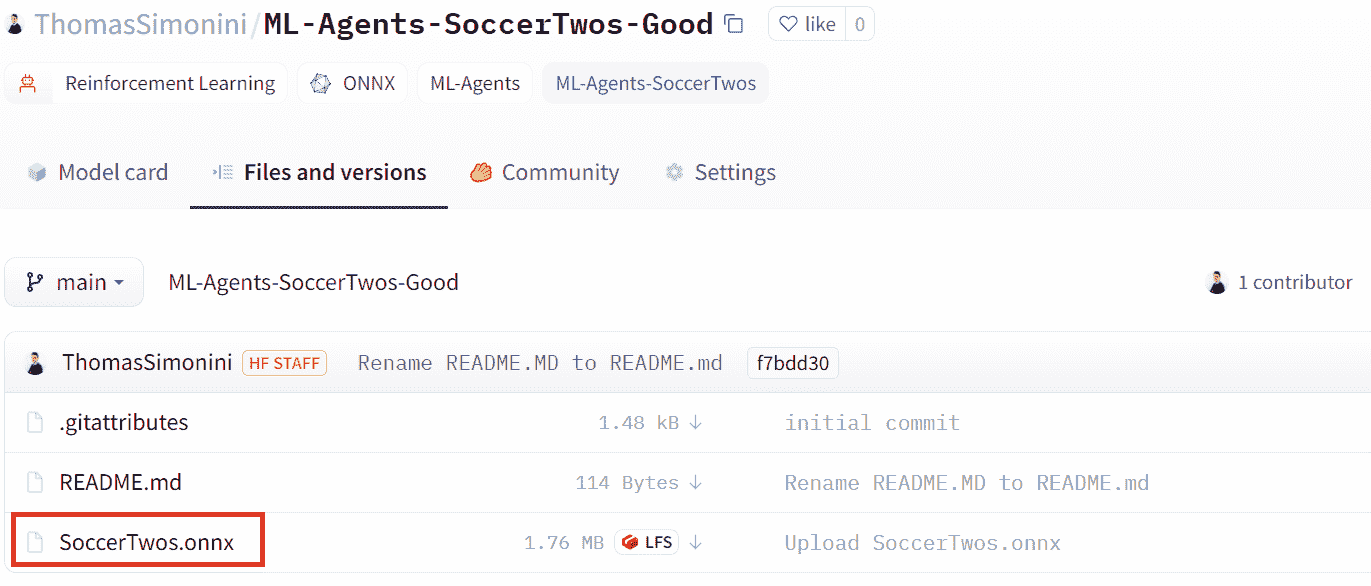 ThomasSimonini/ML-Agents-SoccerTwos-Good like 0
Reinforcement Learning ONNX ML-Agents ML-Agents-SoccerTwos
Model card Files and versions Community Settings
main ML-Agents-SoccerTwos-Good 1 contributor
ThomasSimonini HF STAFF Rename README.MD to README.md f7bdd30
.gitattributes 1.48 kB initial commit
README.md 114 Bytes Rename README.MD to README.md
SoccerTwos.onnx 1.76 MB LFS Upload SoccerTwos.onnx